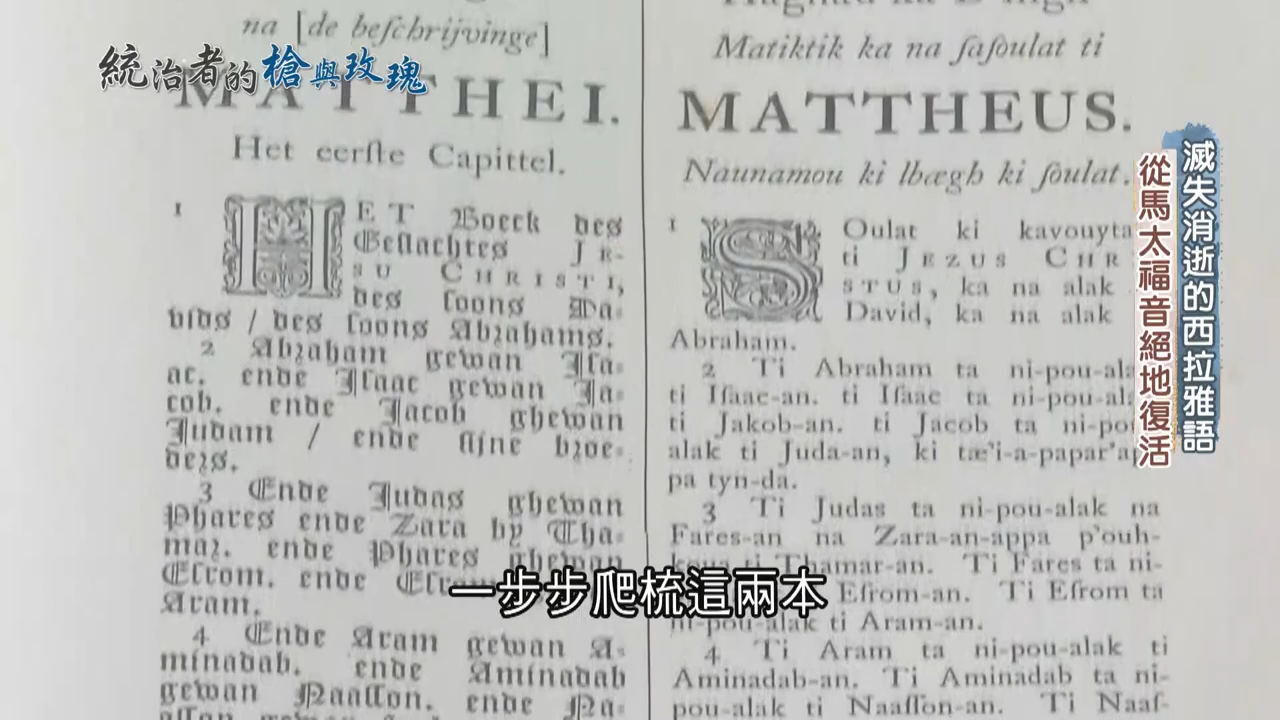 統治者的槍與玫瑰
滅失消逝的西拉雅語
從馬太福音絕地復活
na [de beſchrijvinge]
MATTHEI.
Het eerſte Capittel.
1 HET Boeck des
Geſlachtes JE-
SU CHRISTI,
des ſoons Da-
vids / des ſoons Abrahams.
2 Abraham gewan Iſa-
ac. ende Iſaac gewan Ja-
cob. ende Jacob ghewan
Judam / ende ſijne broe-
ders.
3 Ende Judas ghewan
Phares ende Zara by Tha-
mar. ende Phares ghewan
Eſrom. ende Eſrom
Aram.
4 Ende Aram gewan A-
minadab. ende Aminadab
gewan Naaſſon. ende Na-
Matiktik ka na ſaſoulat ti
MATTHEUS.
Naunamou ki lbægh ki ſoulat.
1 SOulat ki kavouyta
ti JEZUS CHR
STUS, ka na alak
David, ka na alak
Abraham.
2 Ti Abraham ta ni-pou-ala
ti Iſaac-an. ti Iſaac ta ni-pou-ala
ti Jakob-an. ti Jacob ta ni-pou
alak ti Juda-an, ki tæ'i-a-papar'ap
pa tyn-da.
3 Ti Judas ta ni-pou-alak na
Fares-an na Zara-an-appa p'ouh-
koua ti Thamar-an. Ti Fares ta ni-
Eſrom-an. Ti Eſrom ta
ni-pou-alak ti Aram-an.
4 Ti Aram ta ni-pou-alak ti
Aminadab-an. Ti Aminadab ta ni-
pou-alak ti Naaſſon-an. Ti Naaſ-
一步步爬梳這兩本